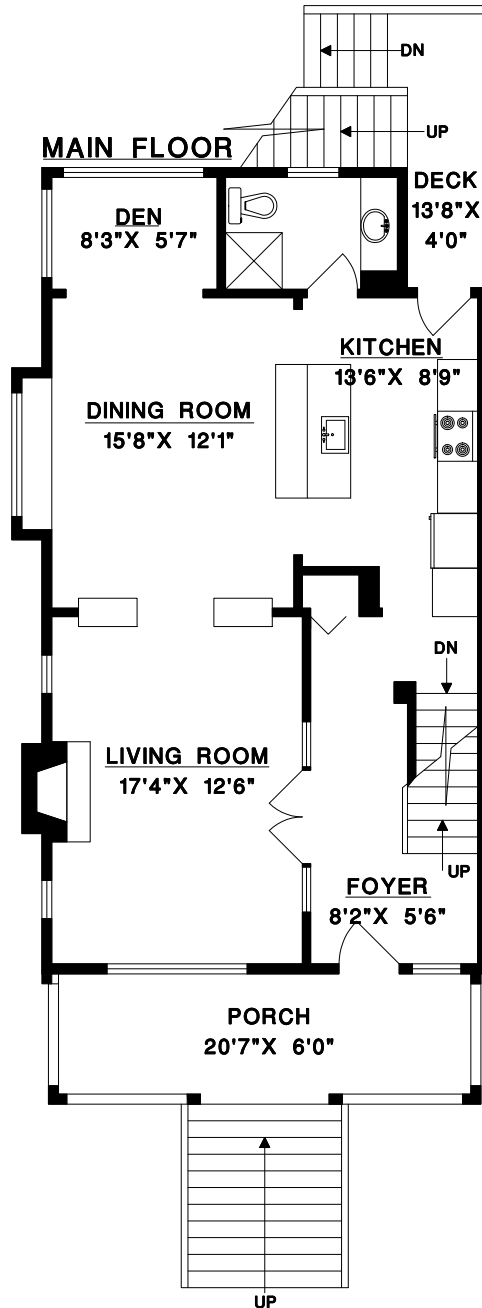 DN
UP
MAIN FLOOR
DECK
13'8"X
4'0"
DEN
8'3"X 5'7"
KITCHEN
13'6"X 8'9"
DINING ROOM
15'8"X 12'1"
DN
LIVING ROOM
17'4"X 12'6"
UP
FOYER
8'2"X 5'6"
PORCH
20'7"X 6'0"
UP